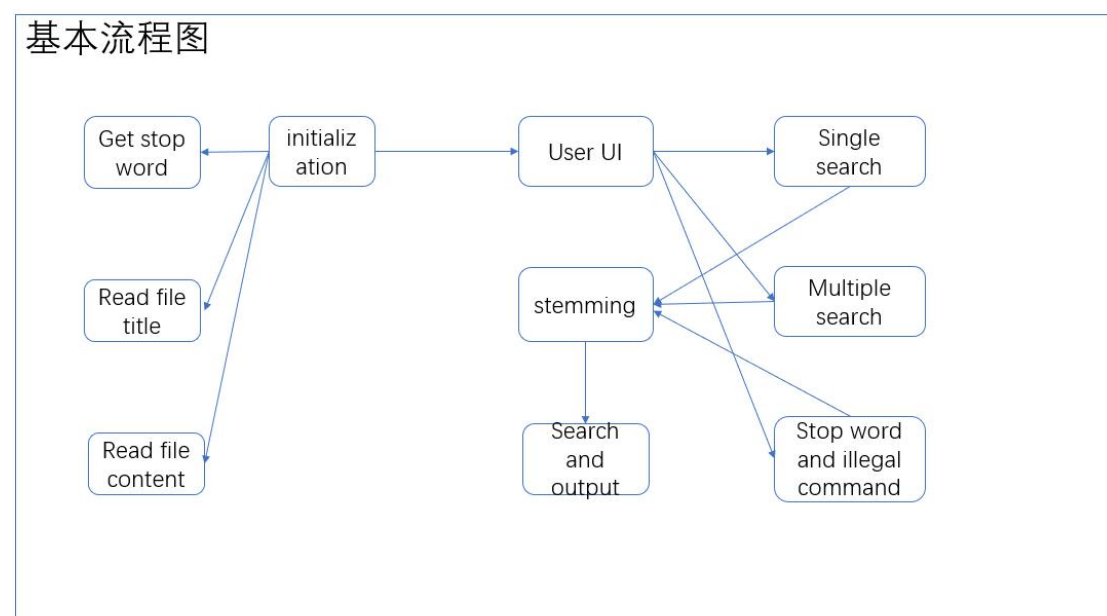 基本流程图
Get stop
word
initializ
ation
User UI
Single
search
Read file
title
stemming
Multiple
search
Read file
content
Search
and
output
Stop word
and illegal
command